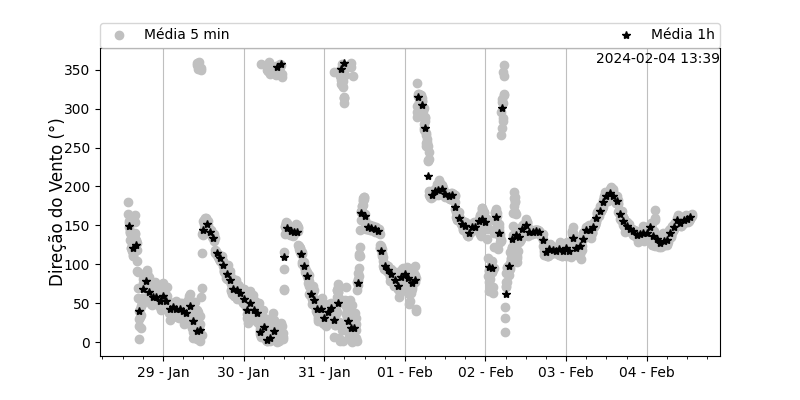 Média 5 min
Média 1h
2024-02-04 13:39
Direção do Vento (°)
350
300
250
200
150
100
50
0
29 - Jan
30 - Jan
31 - Jan
01 - Feb
02 - Feb
03 - Feb
04 - Feb